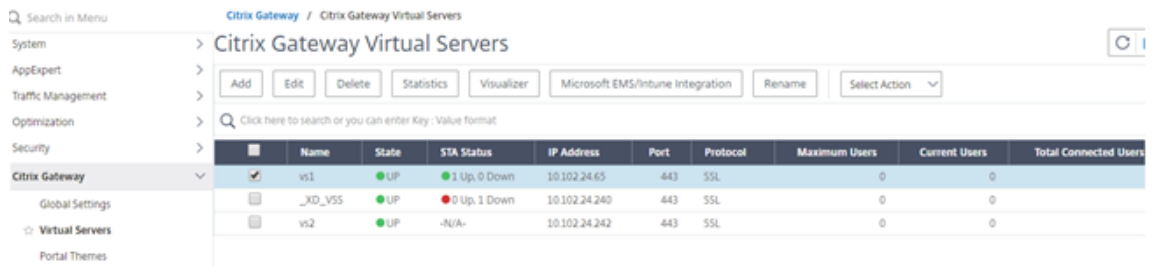 Search in Menu
Citrix Gateway / Citrix Gateway Virtual Servers
System
Citrix Gateway Virtual Servers
AppExpert
Add Edit Delete Statistics Visualizer Microsoft EMS/Intune Integration Rename Select Action
Traffic Management
Optimization
Click here to search or you can enter Key : Value format
Security
Name State STA Status IP Address Port Protocol Maximum Users Current Users Total Connected Users
Citrix Gateway
vs1 UP 1 Up, 0 Down 10.102.24.65 443 SSL 0 0
Global Settings
_XD_VSS UP 0 Up, 1 Down 10.102.24.240 443 SSL 0 0
Virtual Servers
vs2 UP -N/A- 10.102.24.242 443 SSL 0 0
Portal Themes